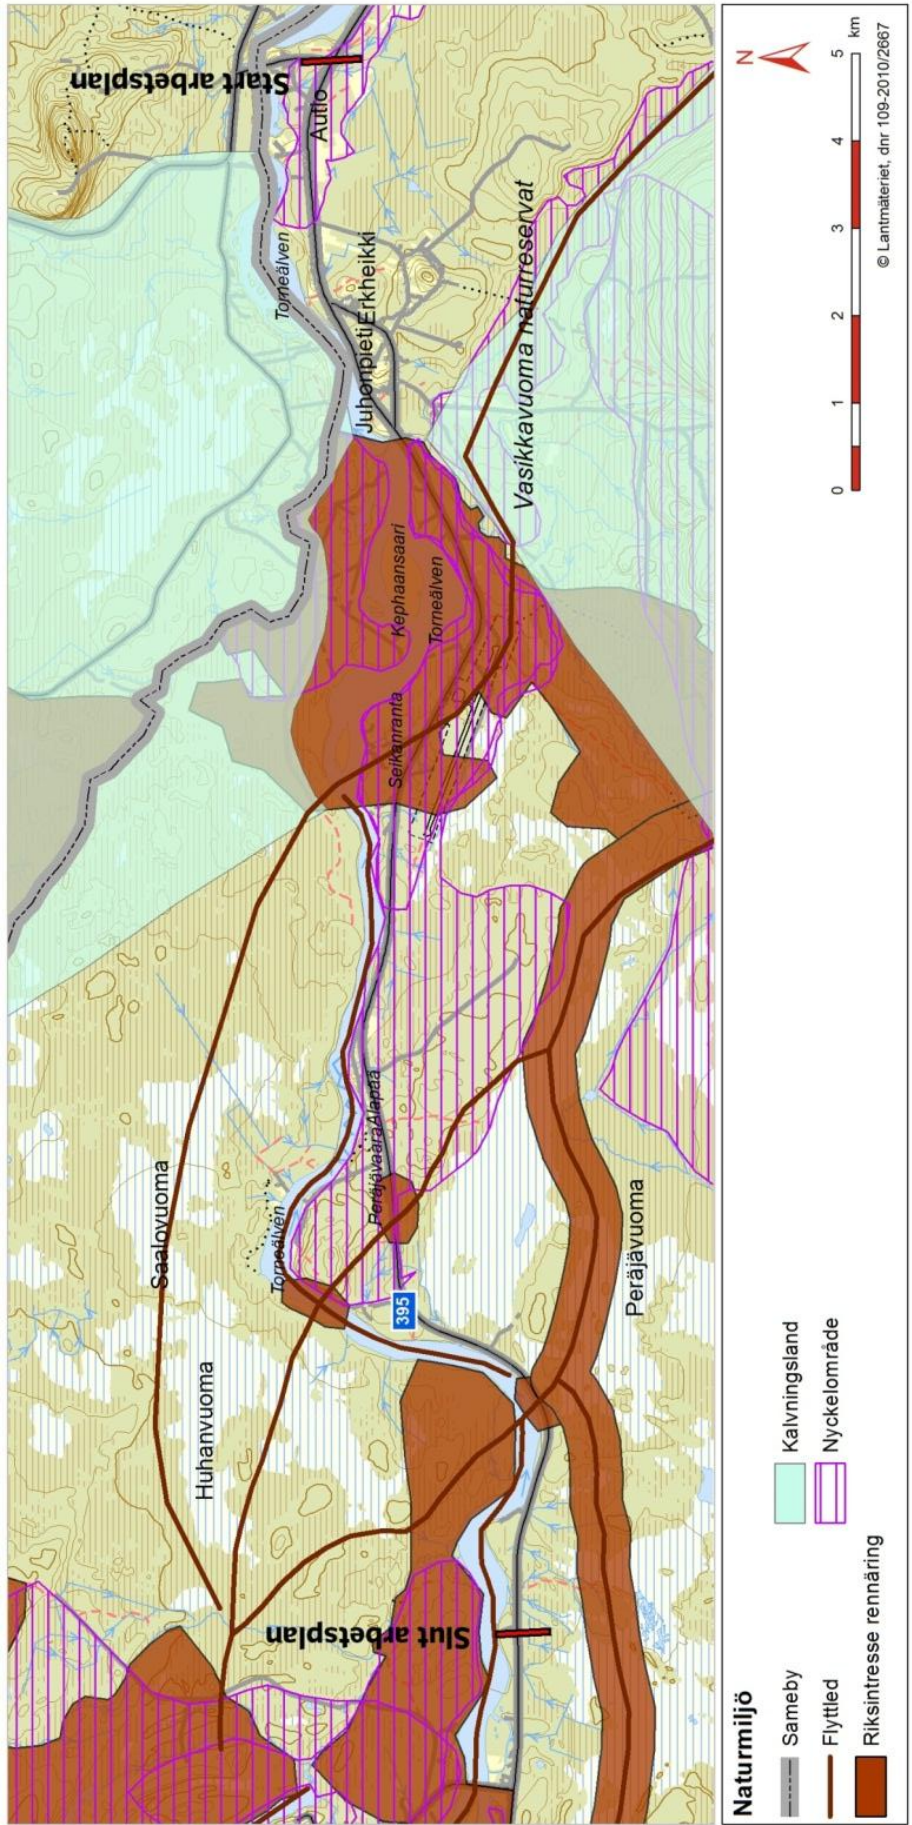 Start arbetsplan
Autio
Torneälven
Erkheikki
Juhonpieti
Vasikkavuoma naturreservat
Kephaansaari
Torneälven
Seikanranta
Saalovuoma
Alapää
Peräjävaara
Torneälven
395
Peräjävuoma
Huhanvuoma
Slut arbetsplan
Naturmiljö
Sameby
Flyttled
Riksintresse rennäring
Kalvningsland
Nyckelområde
N
0 1 2 3 4 5 km
© Lantmäteriet, dnr 109-2010/2667